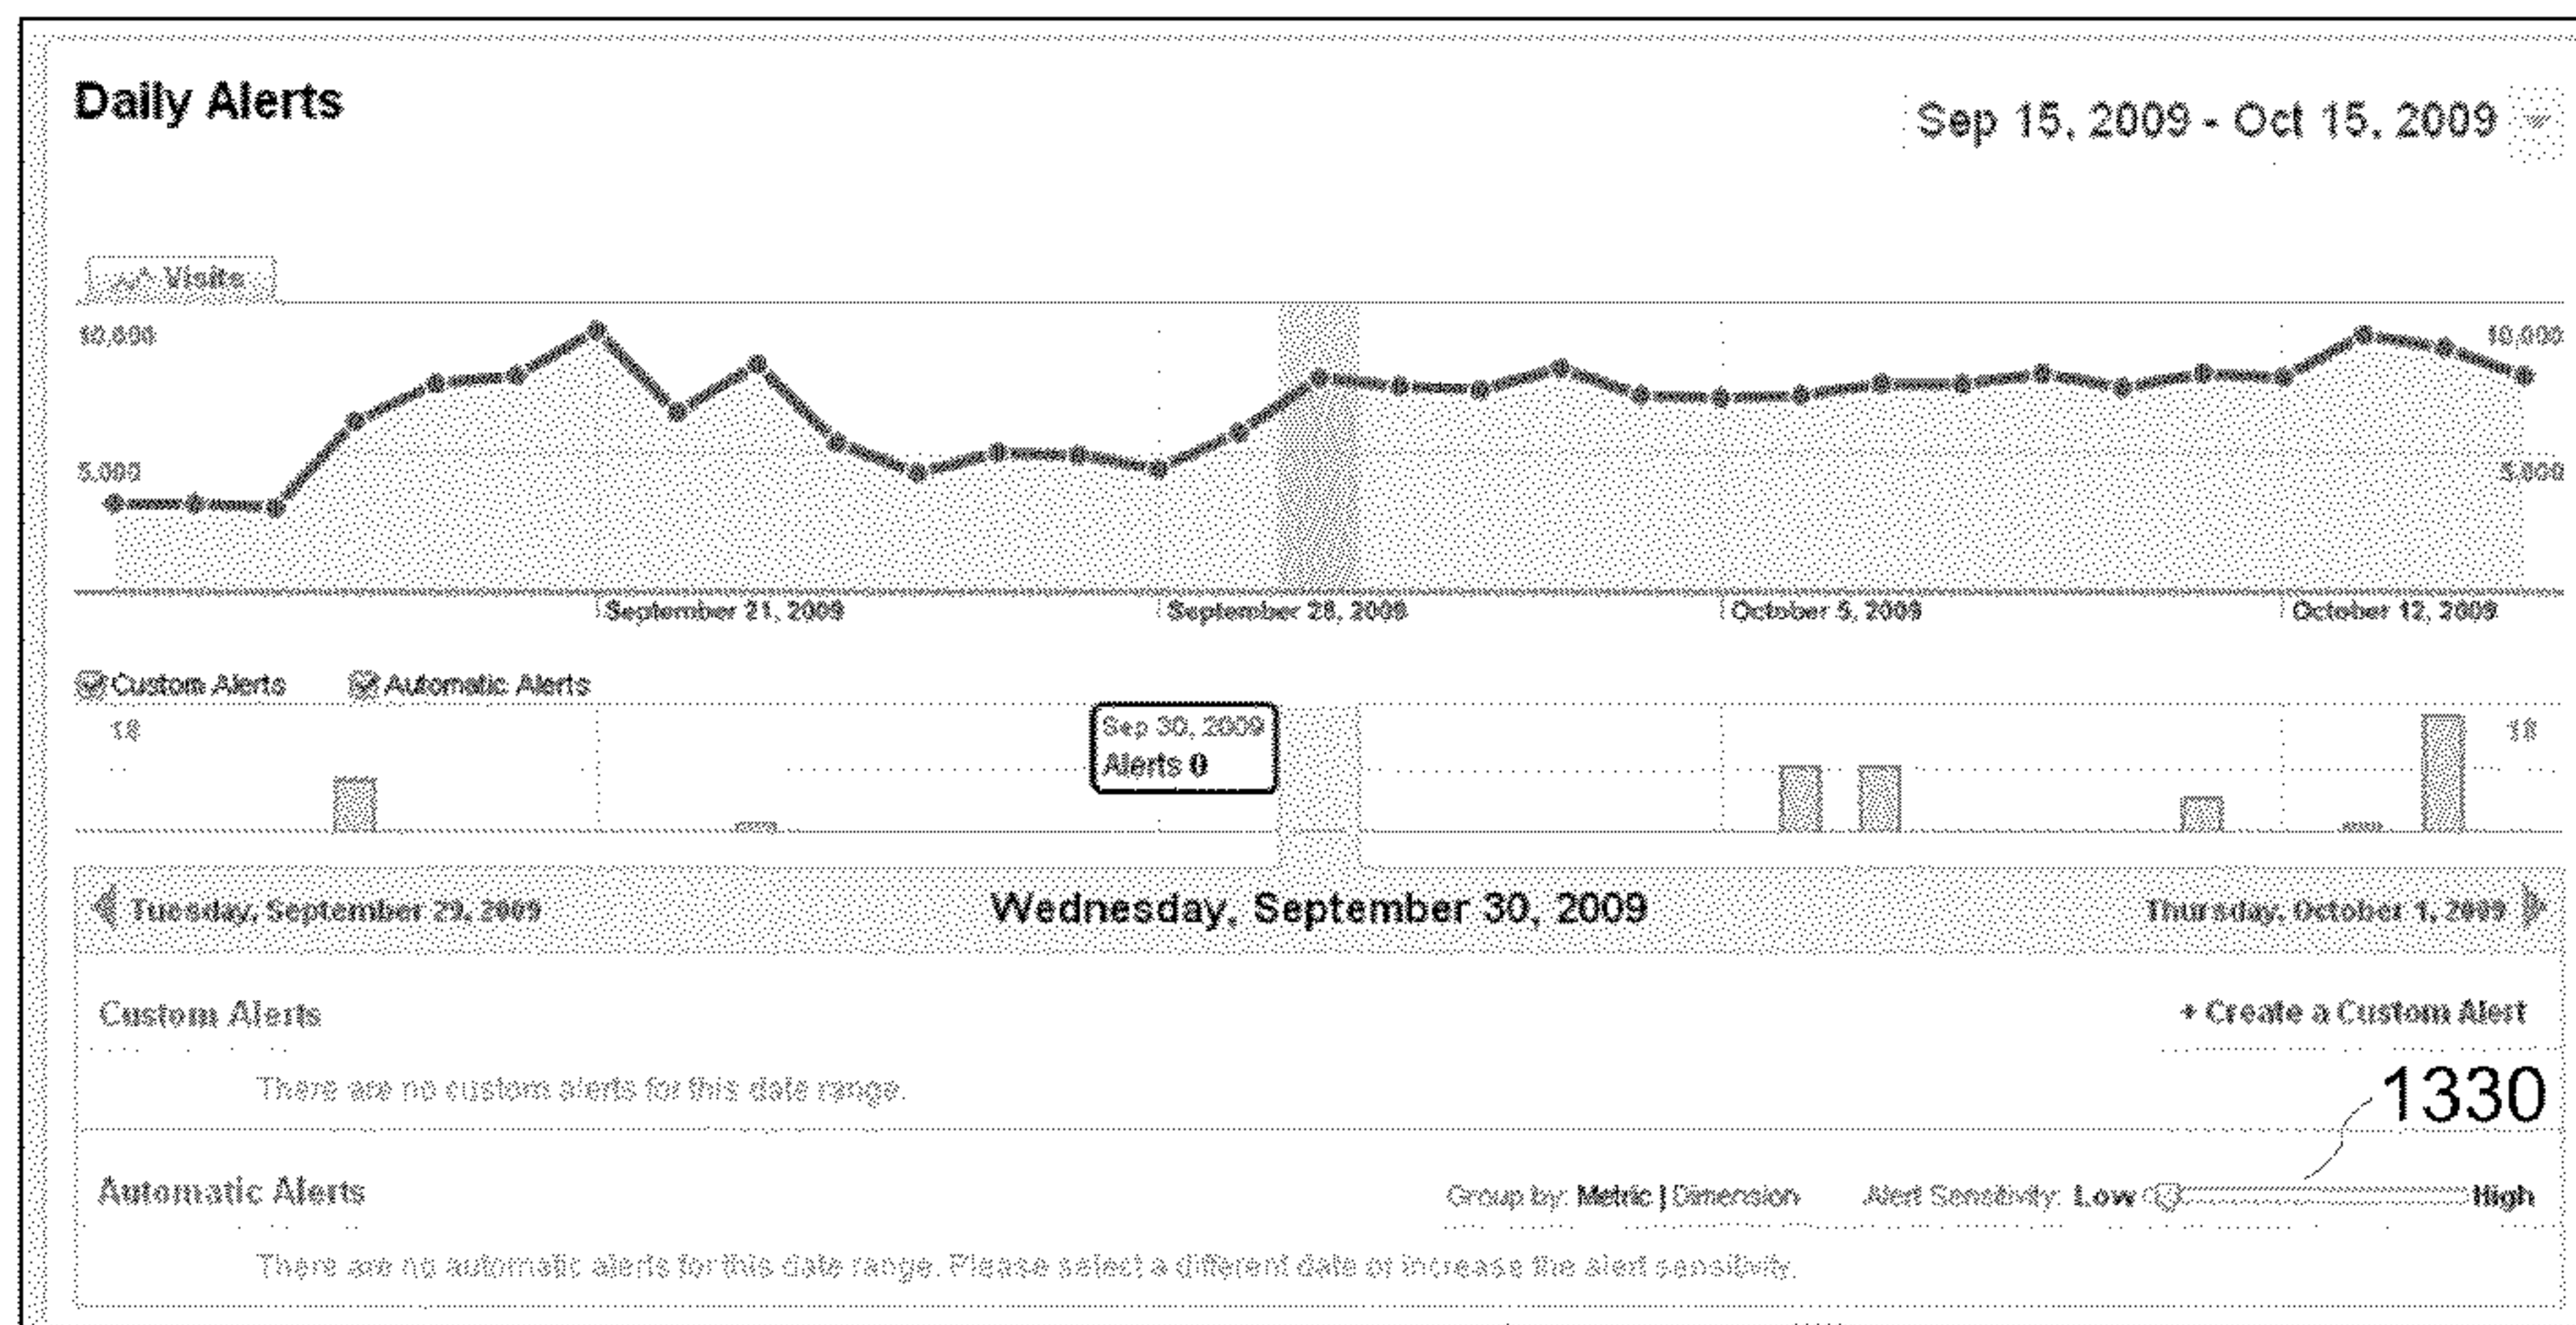 Daily Alerts
Sep 15, 2009 - Oct 15, 2009
Visits
10,000 10,000
5,000 5,000
September 21, 2009 September 28, 2009 October 5, 2009 October 12, 2009
Custom Alerts Automatic Alerts
18 18
Sep 30, 2009
Alerts 0
Tuesday, September 29, 2009 Wednesday, September 30, 2009 Thursday, October 1, 2009
Custom Alerts + Create a Custom Alert
There are no custom alerts for this date range.
1330
Automatic Alerts Group by: Metric | Dimension Alert Sensitivity: Low High
There are no automatic alerts for this date range. Please select a different date or increase the alert sensitivity.